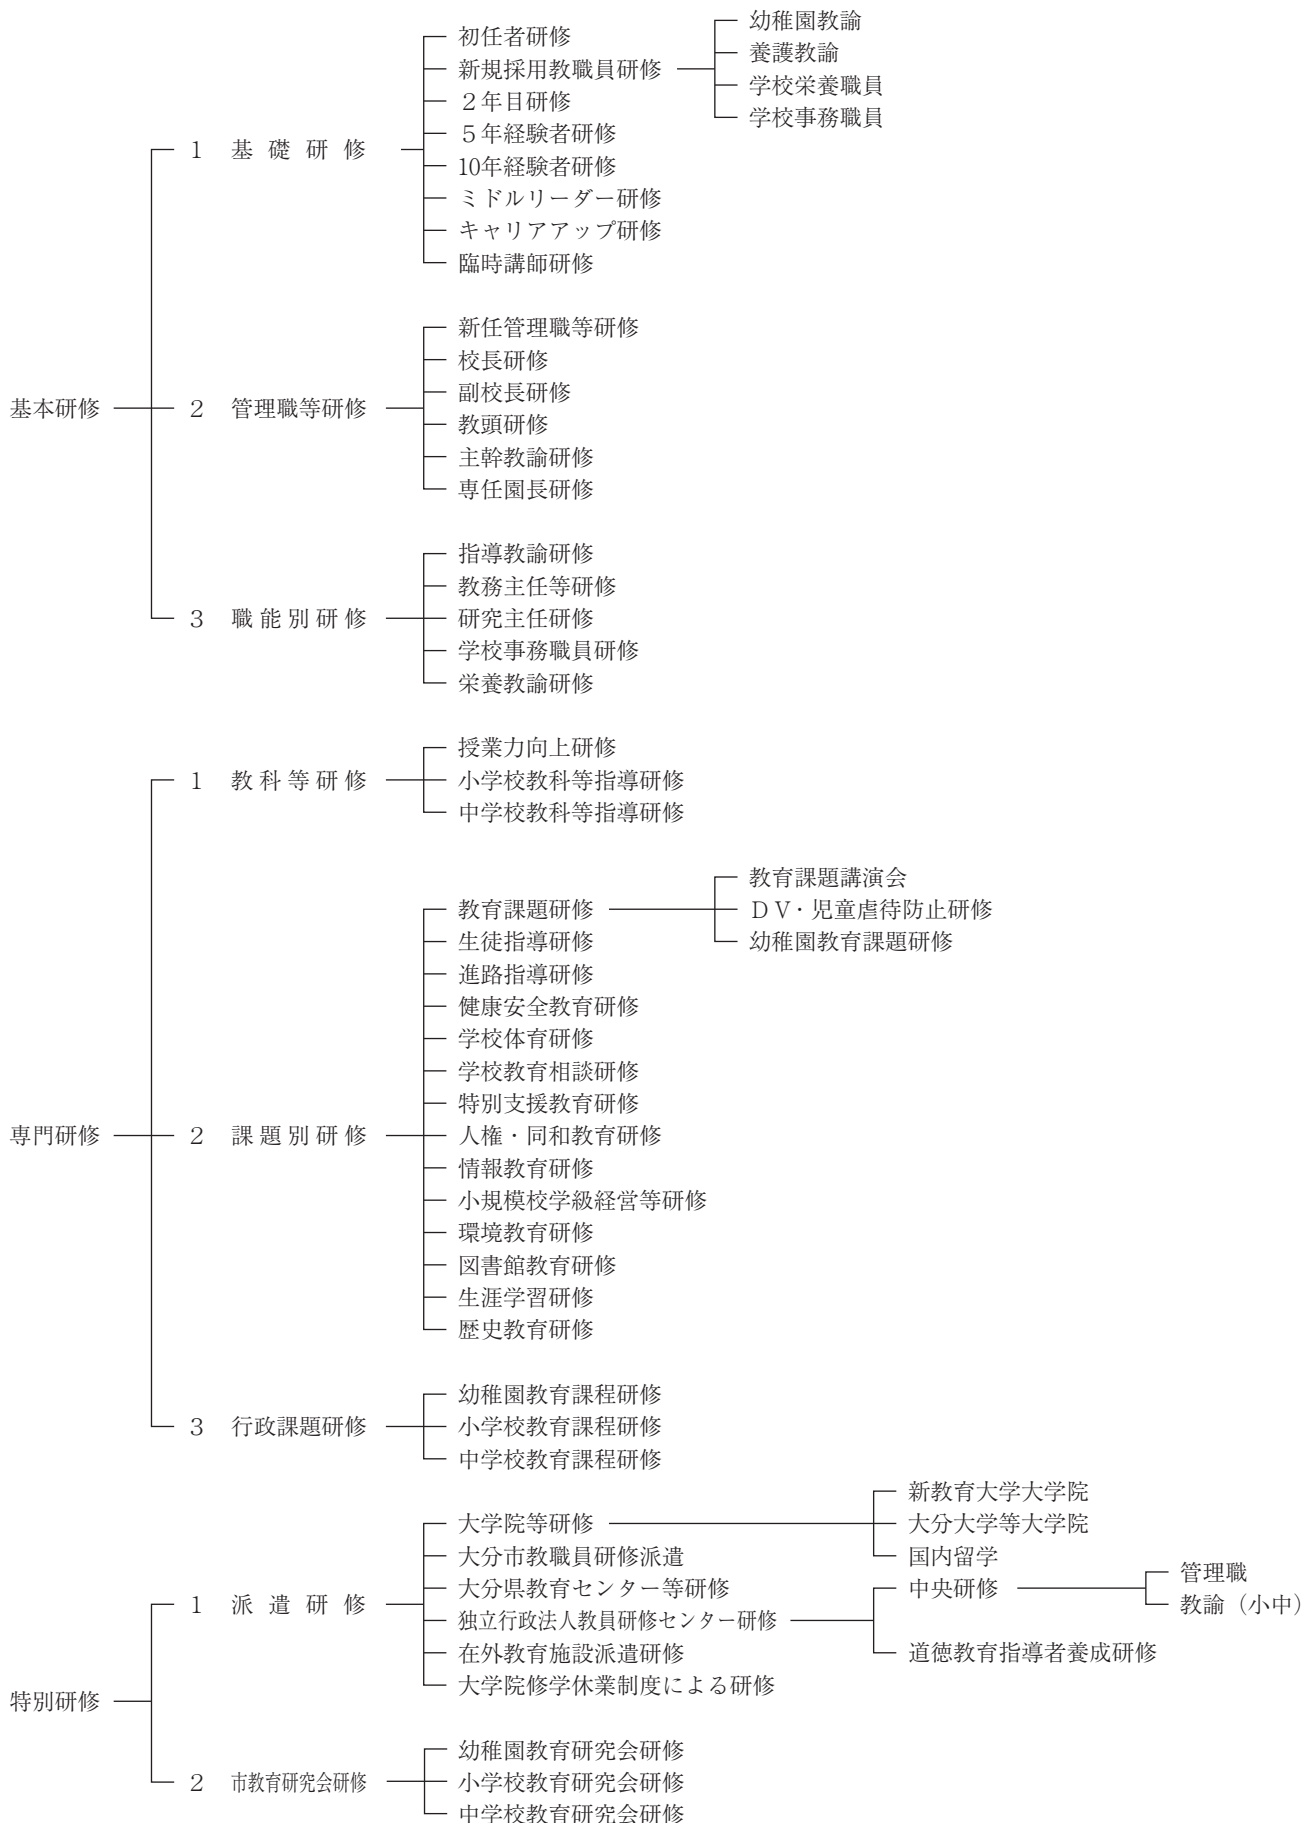 基本研修
1 基礎研修
初任者研修
新規採用教職員研修
幼稚園教諭
養護教諭
学校栄養職員
学校事務職員
２年目研修
５年経験者研修
10年経験者研修
ミドルリーダー研修
キャリアアップ研修
臨時講師研修
2 管理職等研修
新任管理職等研修
校長研修
副校長研修
教頭研修
主幹教諭研修
専任園長研修
3 職能別研修
指導教諭研修
教務主任等研修
研究主任研修
学校事務職員研修
栄養教諭研修
専門研修
1 教科等研修
授業力向上研修
小学校教科等指導研修
中学校教科等指導研修
2 課題別研修
教育課題研修
教育課題講演会
ＤＶ・児童虐待防止研修
幼稚園教育課題研修
生徒指導研修
進路指導研修
健康安全教育研修
学校体育研修
学校教育相談研修
特別支援教育研修
人権・同和教育研修
情報教育研修
小規模校学級経営等研修
環境教育研修
図書館教育研修
生涯学習研修
歴史教育研修
3 行政課題研修
幼稚園教育課程研修
小学校教育課程研修
中学校教育課程研修
特別研修
1 派遣研修
大学院等研修
新教育大学大学院
大分大学等大学院
国内留学
大分市教職員研修派遣
大分県教育センター等研修
独立行政法人教員研修センター研修
中央研修
管理職
教諭（小中）
道徳教育指導者養成研修
在外教育施設派遣研修
大学院修学休業制度による研修
2 市教育研究会研修
幼稚園教育研究会研修
小学校教育研究会研修
中学校教育研究会研修